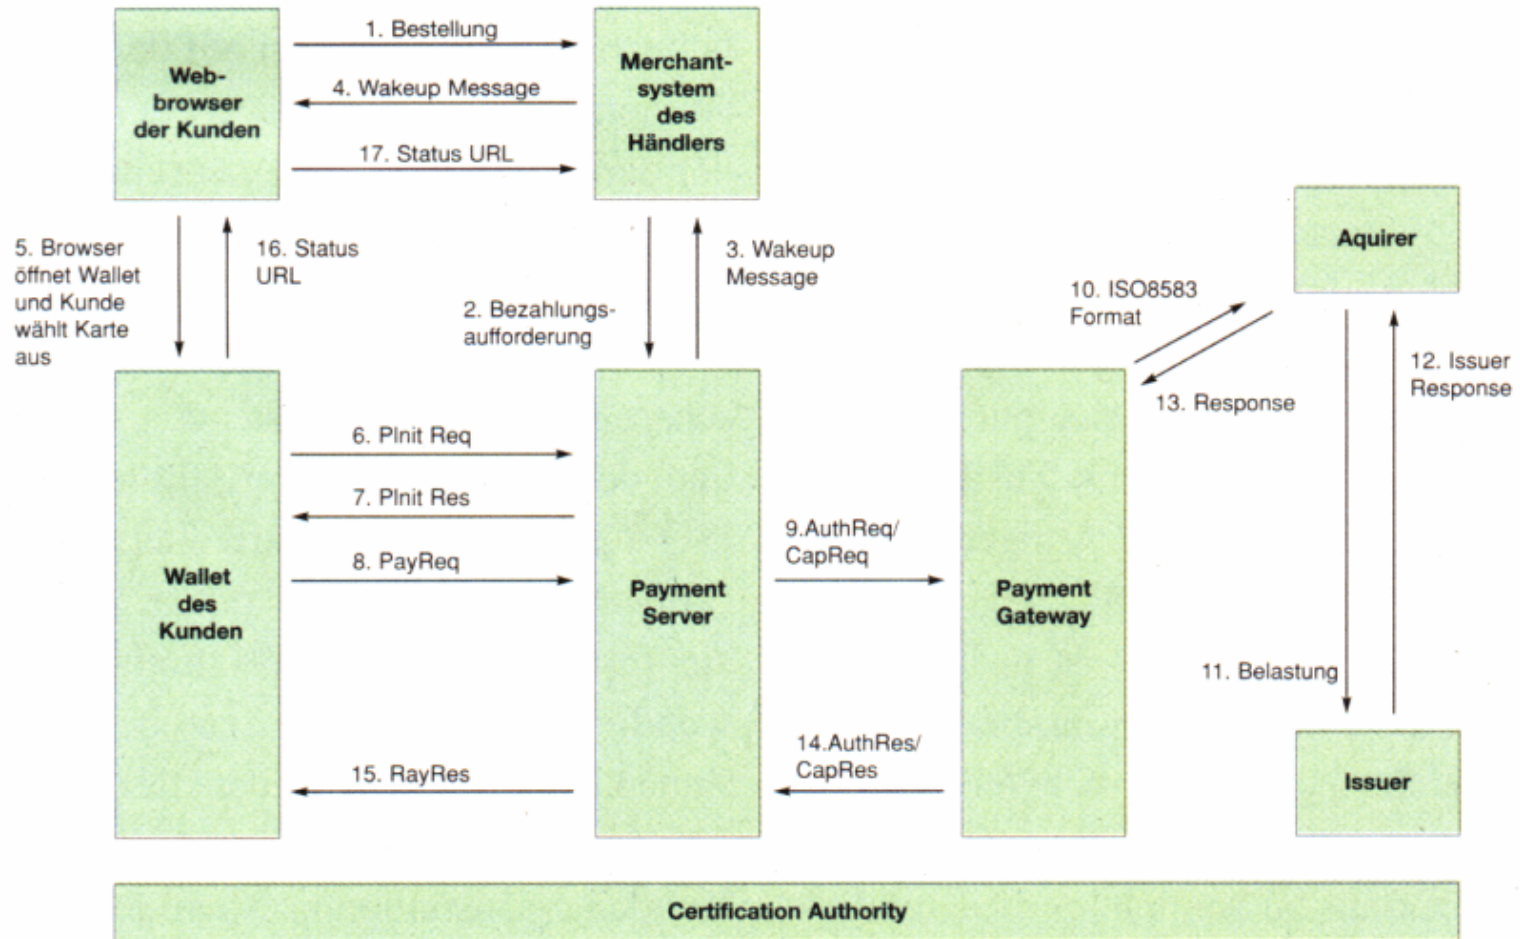 1. Bestellung
Web-
browser
der Kunden
4. Wakeup Message
17. Status URL
Merchant-
system
des
Händlers
5. Browser
öffnet Wallet
und Kunde
wählt Karte
aus
16. Status
URL
2. Bezahlungs-
aufforderung
3. Wakeup
Message
Aquirer
10. ISO8583
Format
13. Response
12. Issuer
Response
6. PInit Req
7. PInit Res
8. PayReq
9.AuthReq/
CapReq
Wallet
des
Kunden
Payment
Server
Payment
Gateway
11. Belastung
15. RayRes
14.AuthRes/
CapRes
Issuer
Certification Authority